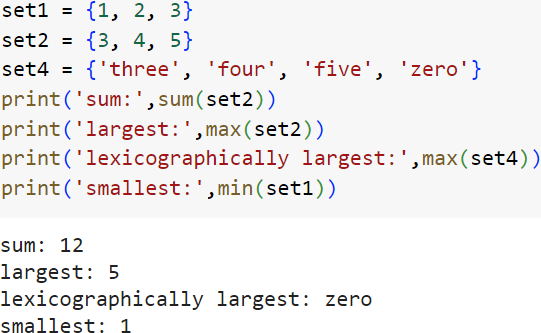 set1 = {1, 2, 3}
set2 = {3, 4, 5}
set4 = {'three', 'four', 'five', 'zero'}
print('sum:',sum(set2))
print('largest:',max(set2))
print('lexicographically largest:',max(set4))
print('smallest:',min(set1))
sum: 12
largest: 5
lexicographically largest: zero
smallest: 1